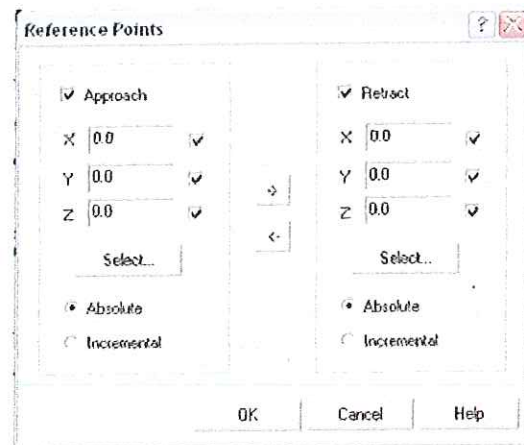 Reference Points
Approach
X 0.0
Y 0.0
Z 0.0
Select...
Absolute
Incremental
->
<-
Retract
X 0.0
Y 0.0
Z 0.0
Select...
Absolute
Incremental
OK Cancel Help